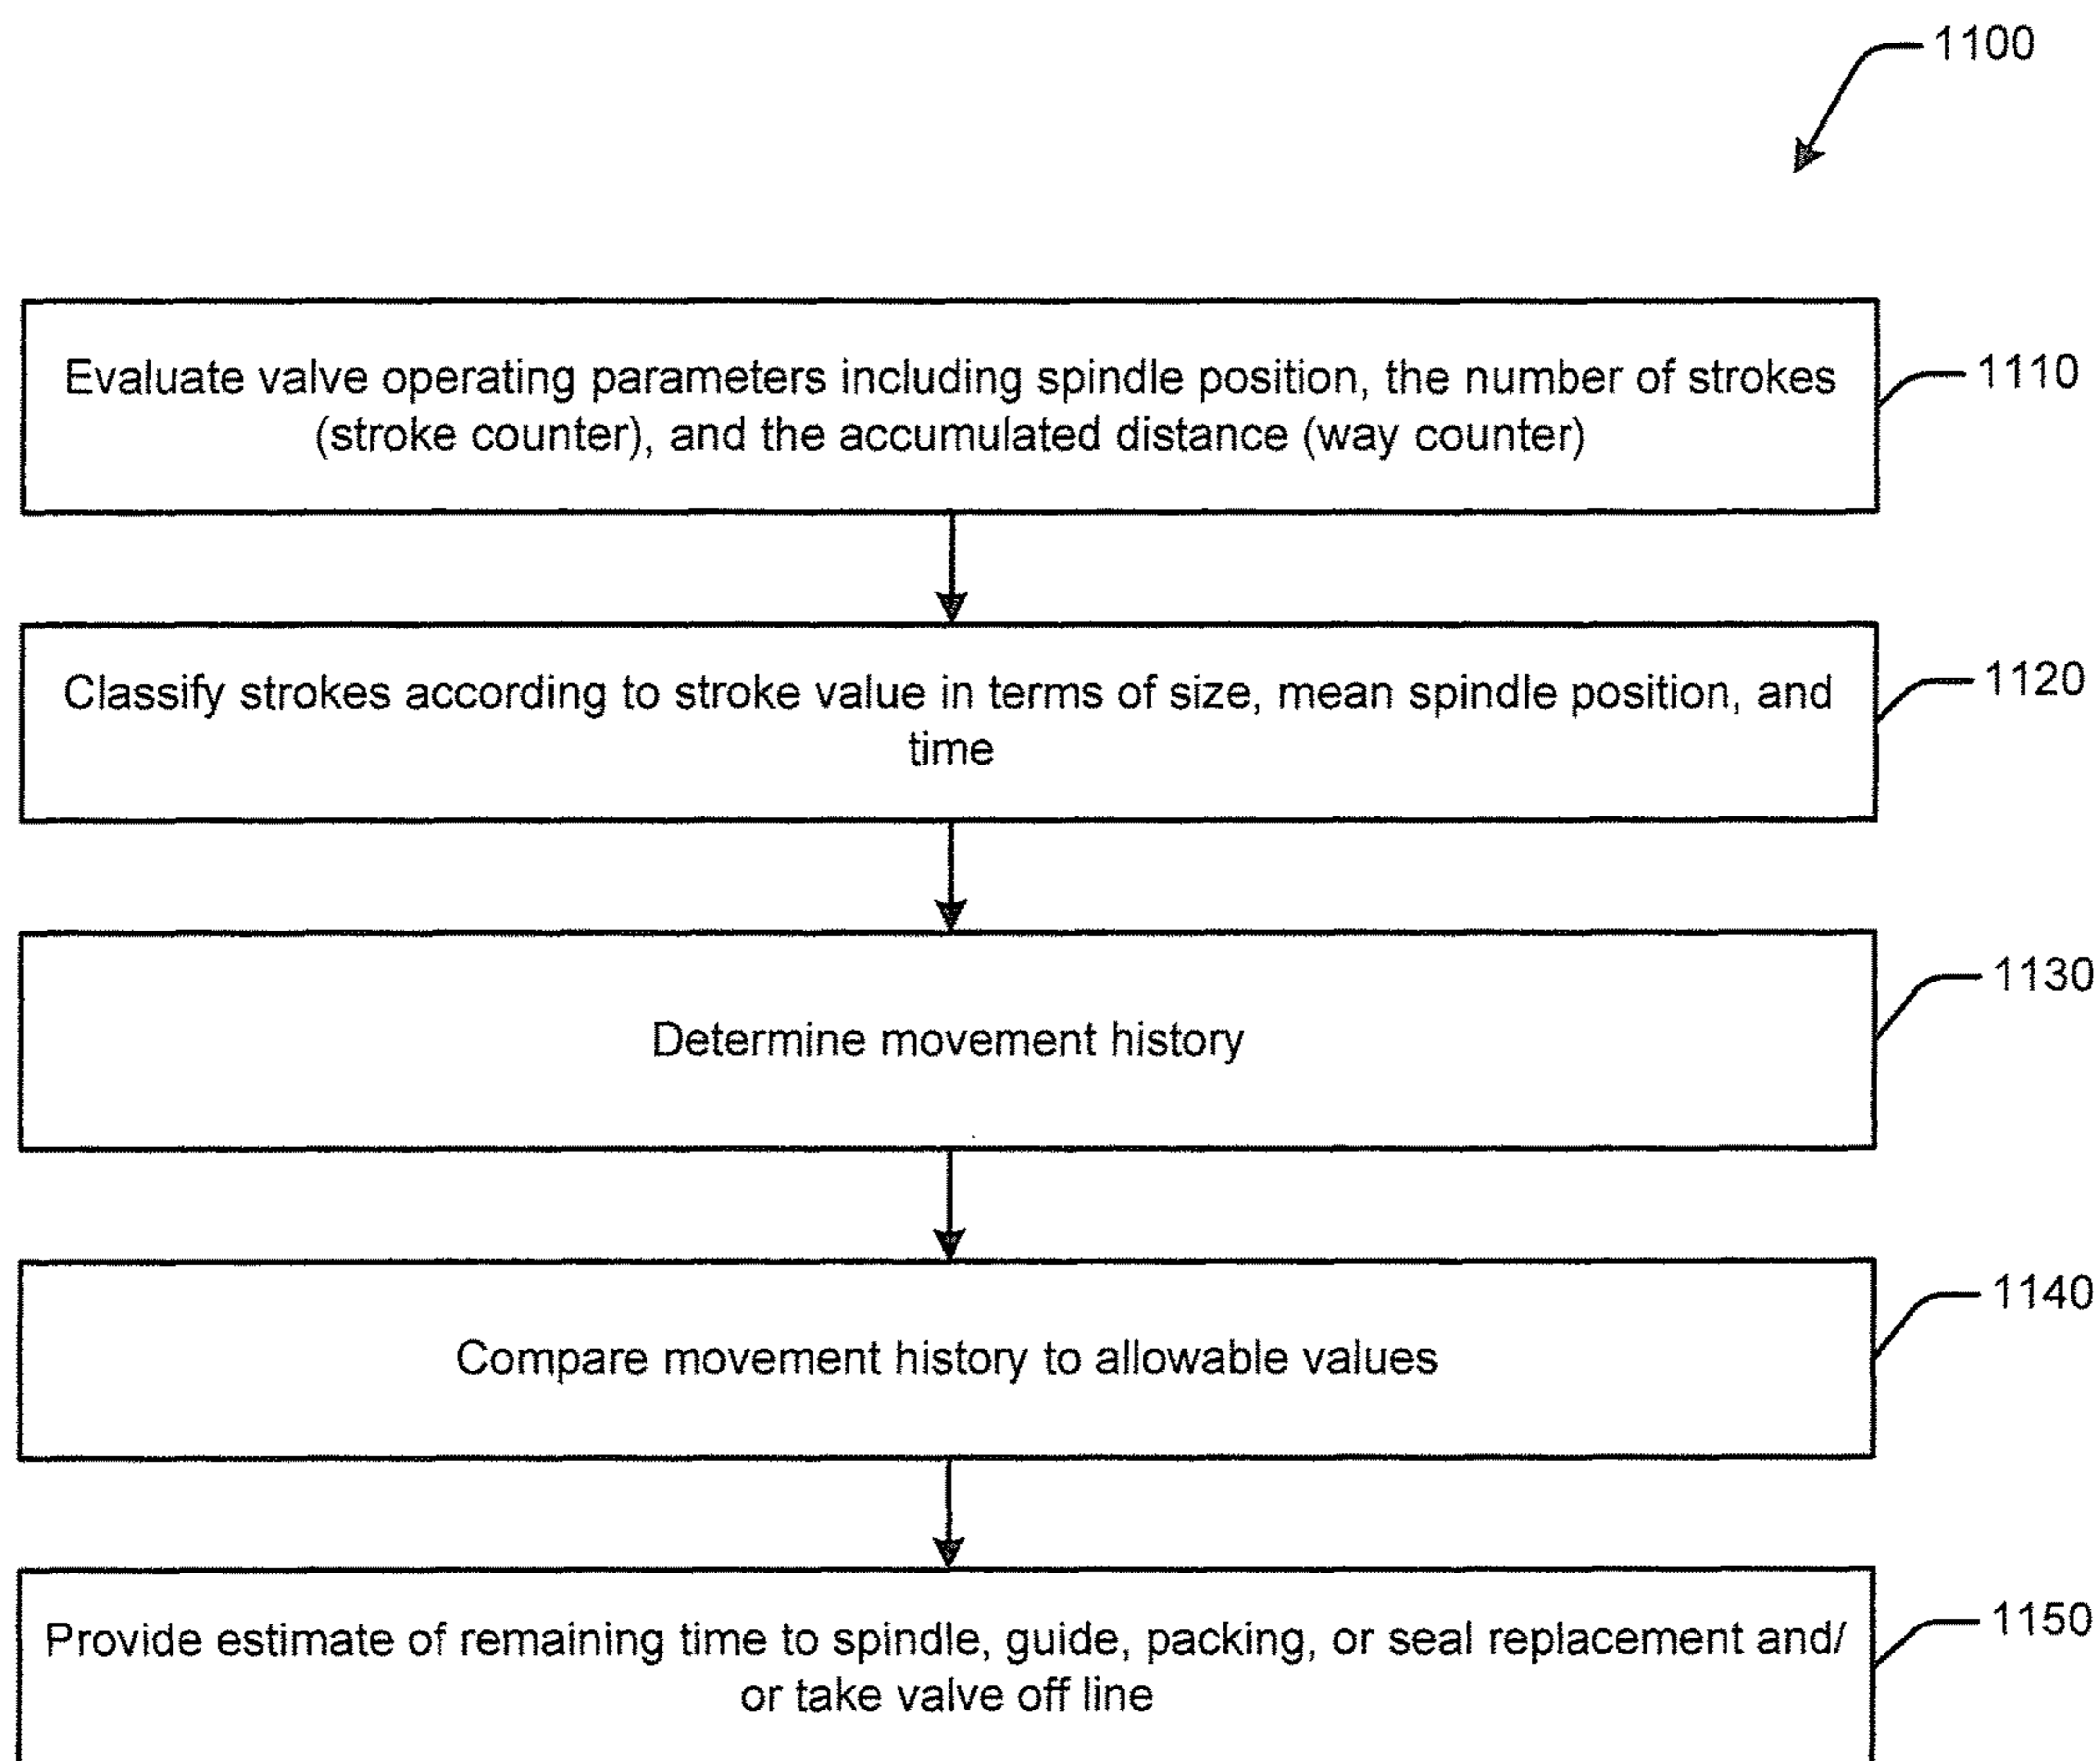 1100
Evaluate valve operating parameters including spindle position, the number of strokes
(stroke counter), and the accumulated distance (way counter)
1110
Classify strokes according to stroke value in terms of size, mean spindle position, and
time
1120
Determine movement history
1130
Compare movement history to allowable values
1140
Provide estimate of remaining time to spindle, guide, packing, or seal replacement and/
or take valve off line
1150